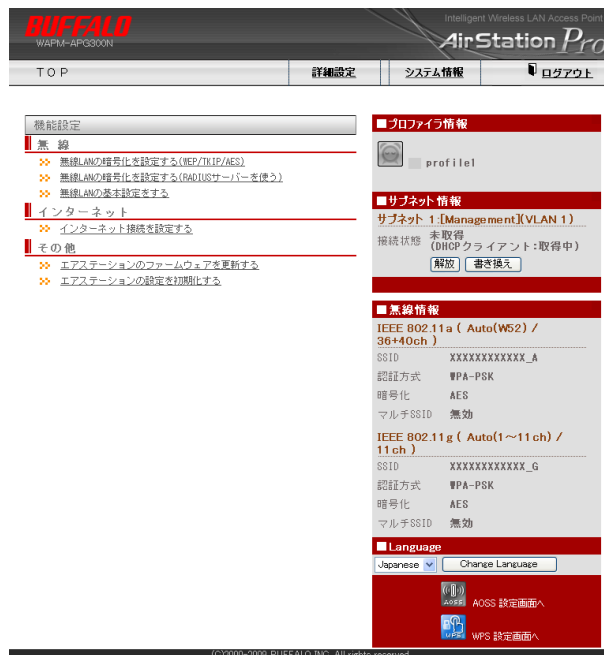 BUFFALO
WAPM-APG300N
Intelligent Wireless LAN Access Point
AirStation Pro
TOP
詳細設定
システム情報
ログアウト
機能設定
無 線
無線LANの暗号化を設定する(WEP/TKIP/AES)
無線LANの暗号化を設定する(RADIUSサーバーを使う)
無線LANの基本設定をする
インターネット
インターネット接続を設定する
その他
エアステーションのファームウェアを更新する
エアステーションの設定を初期化する
■プロファイラ情報
profile1
■サブネット情報
サブネット 1:[Management](VLAN 1)
接続状態 未取得
(DHCPクライアント:取得中)
解放 書き換え
■無線情報
IEEE 802.11a ( Auto(W52) /
36+40ch )
SSID XXXXXXXXXXXX_A
認証方式 WPA-PSK
暗号化 AES
マルチSSID 無効
IEEE 802.11g ( Auto(1～11ch) /
11ch )
SSID XXXXXXXXXXXX_G
認証方式 WPA-PSK
暗号化 AES
マルチSSID 無効
■Language
Japanese Change Language
AOSS AOSS 設定画面へ
WPS WPS 設定画面へ
(C)2000-2009 BUFFALO INC. All rights reserved.